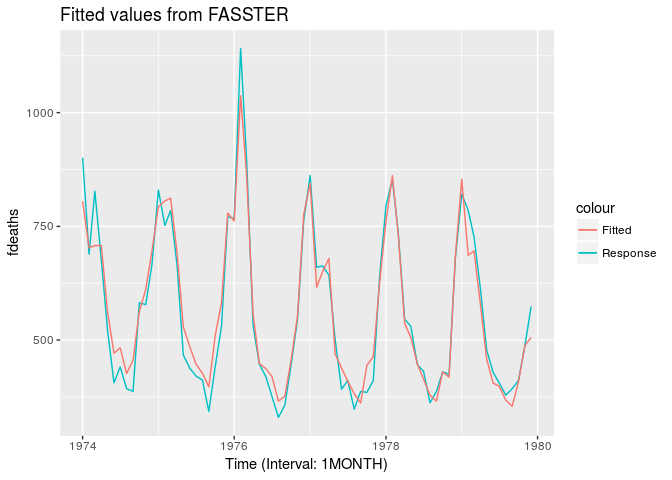 Fitted values from FASSTER
1000
750
500
fdeaths
1974
1976
1978
1980
Time (Interval: 1MONTH)
colour
Fitted
Response